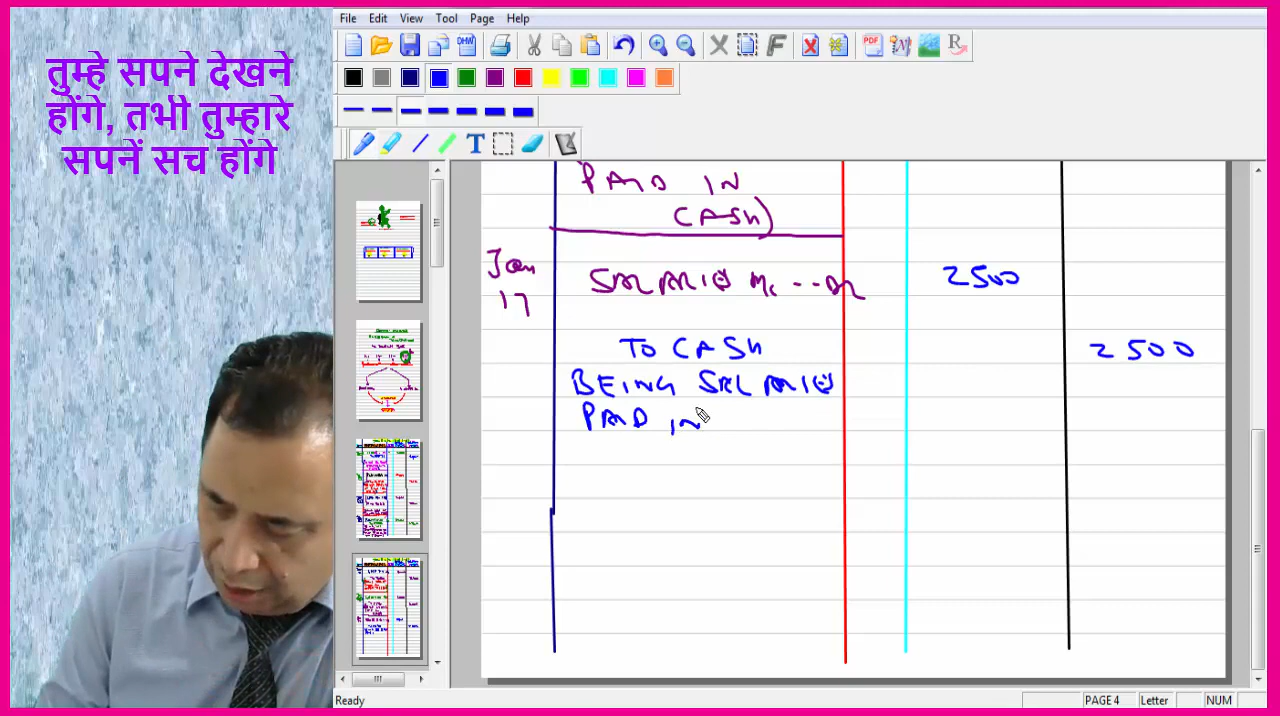 तुम्हे सपने देखने
होंगे, तभी तुम्हारे
सपनें सच होंगे
File Edit View Tool Page Help
PAID IN
CASH)
Jan
17
SALARIES A/c --- DR
2500
TO CASH
2500
BEING SALARIES
PAID IN
Ready
PAGE 4
Letter
NUM